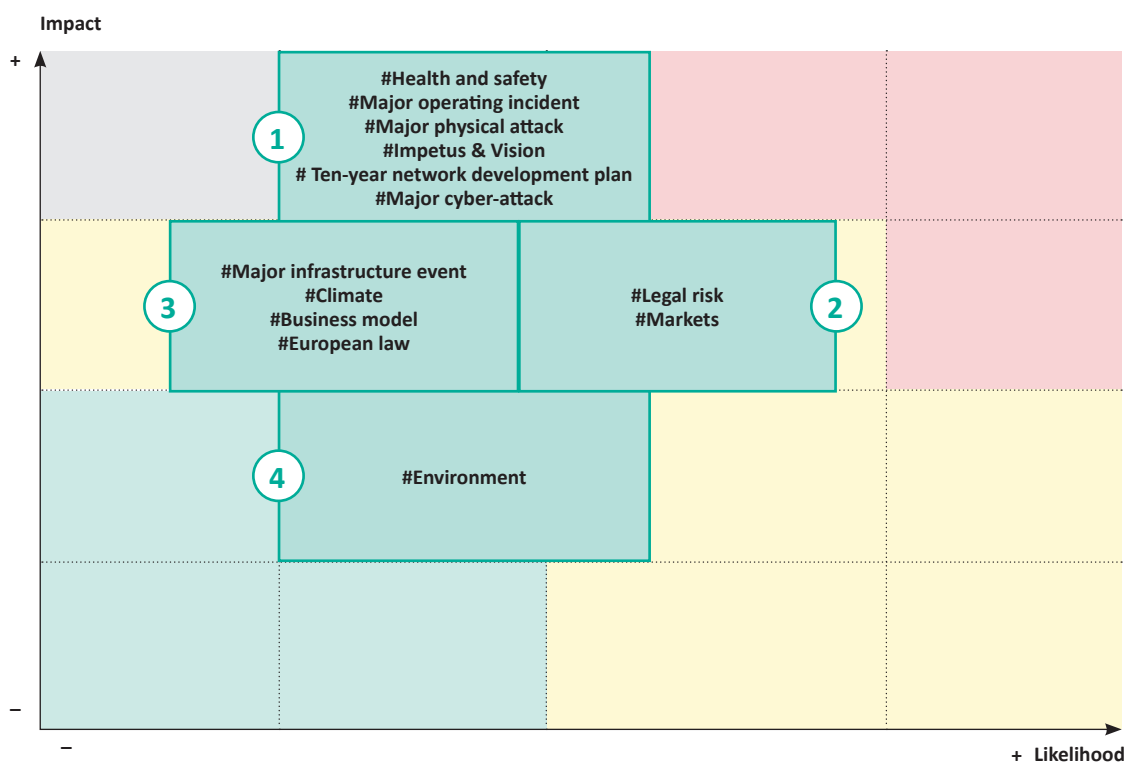 Impact
+
1
#Health and safety
#Major operating incident
#Major physical attack
#Impetus & Vision
# Ten-year network development plan
#Major cyber-attack
3
#Major infrastructure event
#Climate
#Business model
#European law
#Legal risk
#Markets
2
4
#Environment
–
–
+ Likelihood